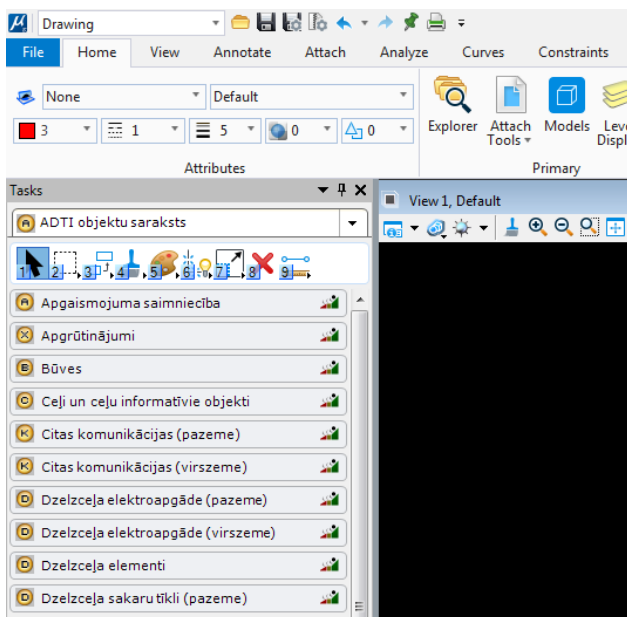 Drawing
File Home View Annotate Attach Analyze Curves Constraints
None Default
3 1 5 0 0
Explorer Attach Tools Models
Attributes Primary
Tasks
View 1, Default
ADTI objektu saraksts
1 2 3 4 5 6 7 8 9
Apgaismojuma saimniecība
Apgrūtinājumi
Būves
Ceļi un ceļu informatīvie objekti
Citas komunikācijas (pazeme)
Citas komunikācijas (virszeme)
Dzelzceļa elektroapgāde (pazeme)
Dzelzceļa elektroapgāde (virszeme)
Dzelzceļa elementi
Dzelzceļa sakaru tīkli (pazeme)